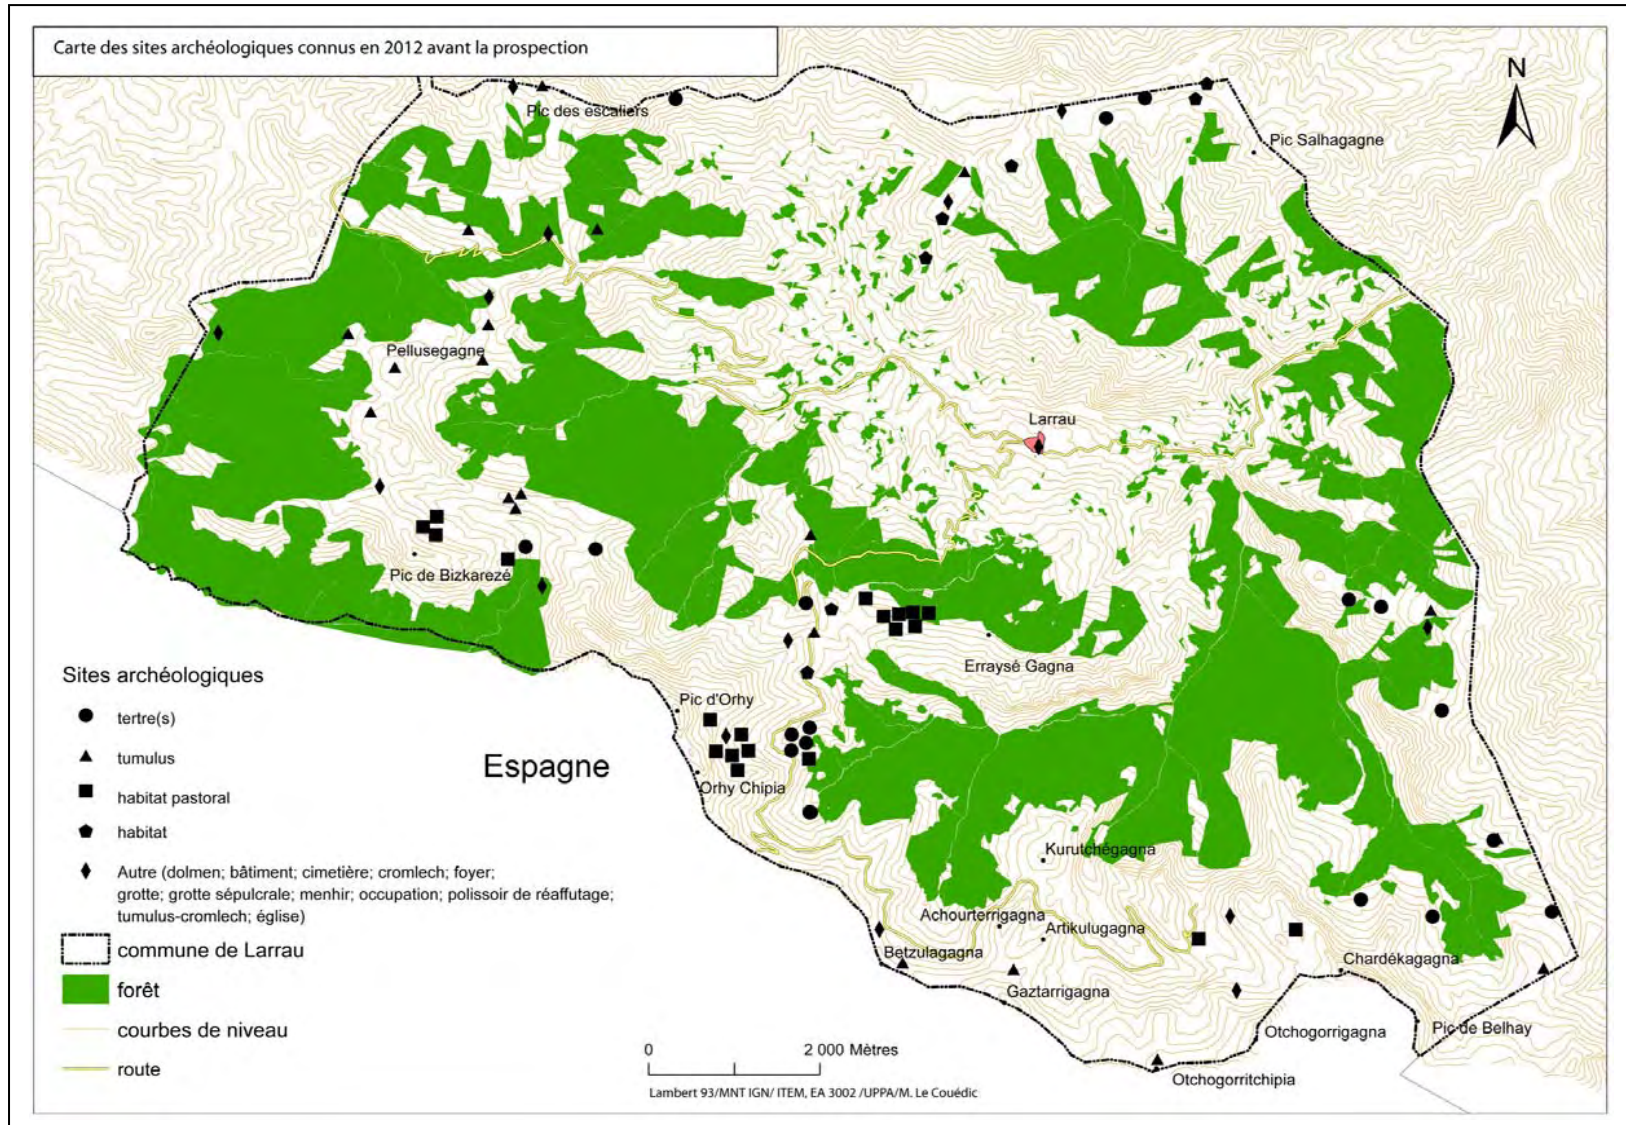 Carte des sites archéologiques connus en 2012 avant la prospection
N
Pic des escaliers
Pic Salhagagne
Pellusegagne
Larrau
Pic de Bizkarezé
Erraysé Gagna
Pic d'Orhy
Espagne
Orhy Chipia
Kurutchégagna
Achourterrigagna
Artikulugagna
Betzulagagna
Chardékagagna
Gaztarrigagna
Otchogorrigagna
Pic de Belhay
Otchogorritchipia
Sites archéologiques
tertre(s)
tumulus
habitat pastoral
habitat
Autre (dolmen; bâtiment; cimetière; cromlech; foyer;
grotte; grotte sépulcrale; menhir; occupation; polissoir de réaffutage;
tumulus-cromlech; église)
commune de Larrau
forêt
courbes de niveau
route
0 2 000 Mètres
Lambert 93/MNT IGN/ ITEM, EA 3002 /UPPA/M. Le Couédic